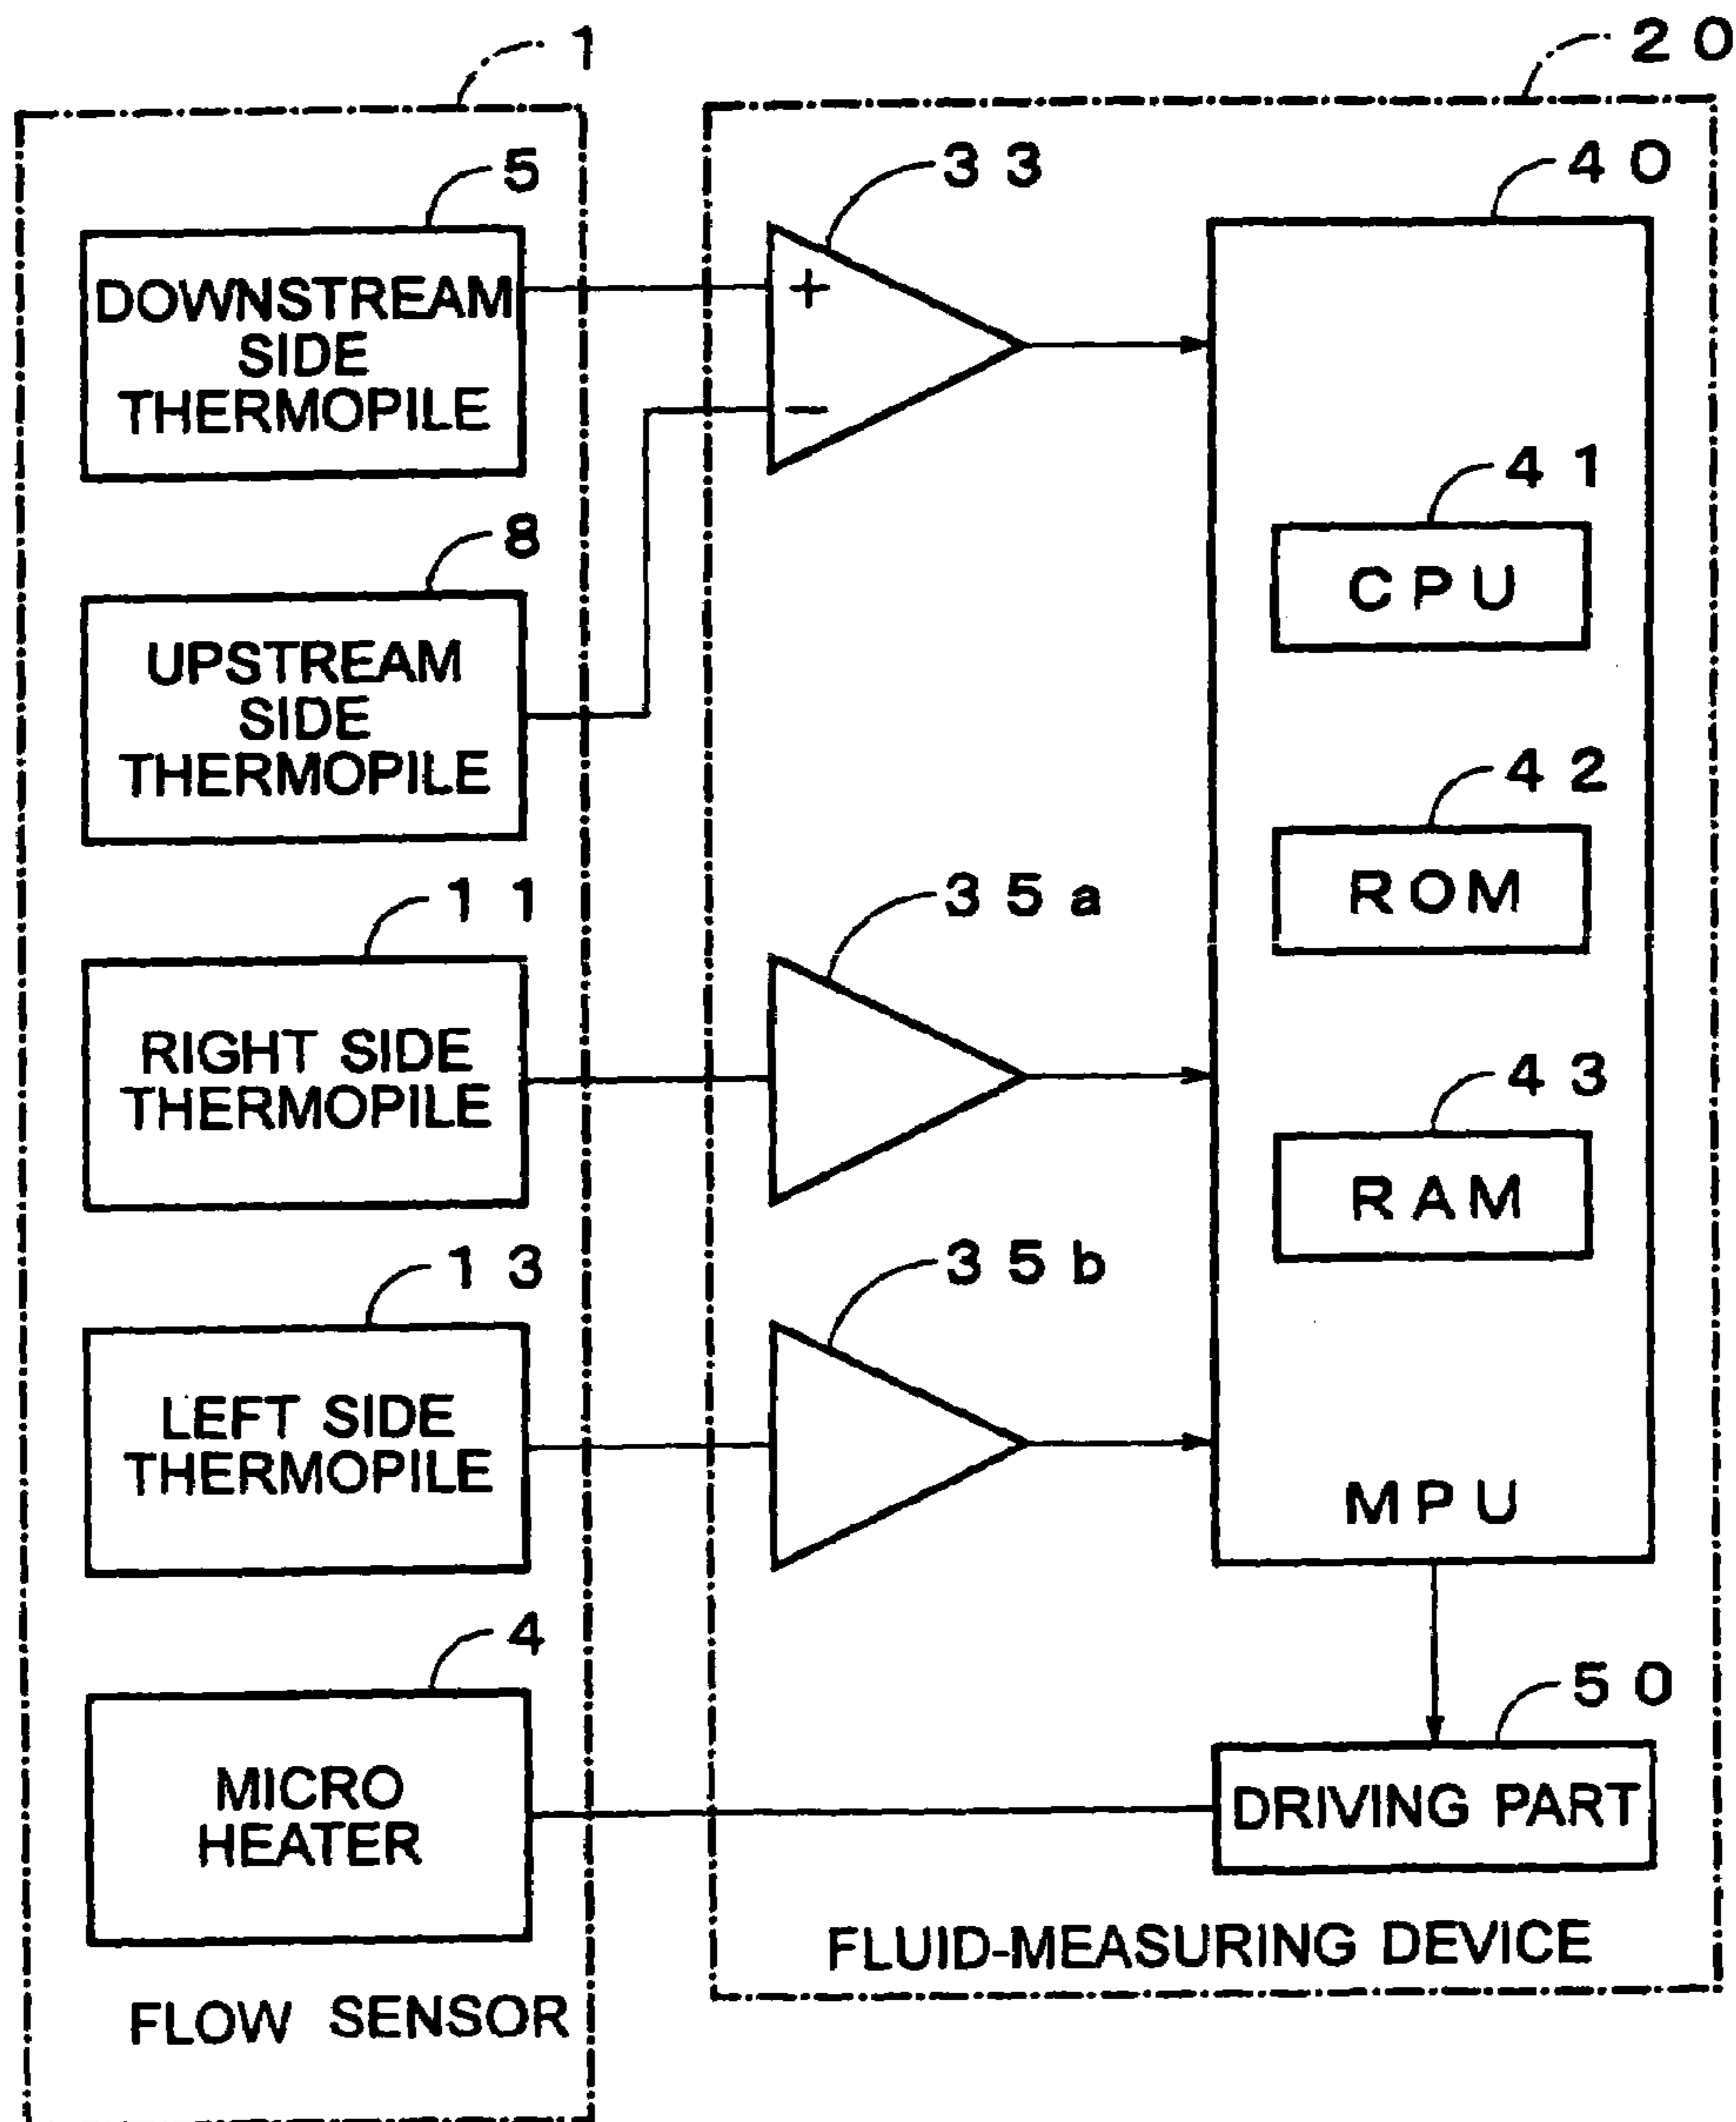 1
20
5
DOWNSTREAM
SIDE
THERMOPILE
33
+
−
40
41
CPU
8
UPSTREAM
SIDE
THERMOPILE
42
ROM
11
RIGHT SIDE
THERMOPILE
35a
43
RAM
13
LEFT SIDE
THERMOPILE
35b
MPU
4
MICRO
HEATER
50
DRIVING PART
FLUID-MEASURING DEVICE
FLOW SENSOR